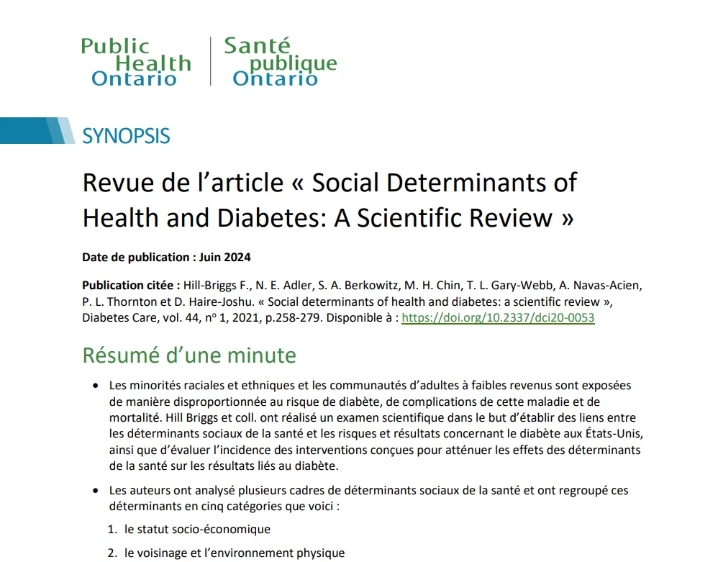 Public
Health
Ontario
Santé
publique
Ontario
SYNOPSIS
Revue de l’article « Social Determinants of
Health and Diabetes: A Scientific Review »
Date de publication : Juin 2024
Publication citée : Hill-Briggs F., N. E. Adler, S. A. Berkowitz, M. H. Chin, T. L. Gary-Webb, A. Navas-Acien,
P. L. Thornton et D. Haire-Joshu. « Social determinants of health and diabetes: a scientific review »,
Diabetes Care, vol. 44, nᵒ 1, 2021, p.258-279. Disponible à : https://doi.org/10.2337/dci20-0053
Résumé d’une minute
• Les minorités raciales et ethniques et les communautés d’adultes à faibles revenus sont exposées
de manière disproportionnée au risque de diabète, de complications de cette maladie et de
mortalité. Hill Briggs et coll. ont réalisé un examen scientifique dans le but d’établir des liens entre
les déterminants sociaux de la santé et les risques et résultats concernant le diabète aux États-Unis,
ainsi que d’évaluer l’incidence des interventions conçues pour atténuer les effets des déterminants
de la santé sur les résultats liés au diabète.
• Les auteurs ont analysé plusieurs cadres de déterminants sociaux de la santé et ont regroupé ces
déterminants en cinq catégories que voici :
1. le statut socio-économique
2. le voisinage et l’environnement physique